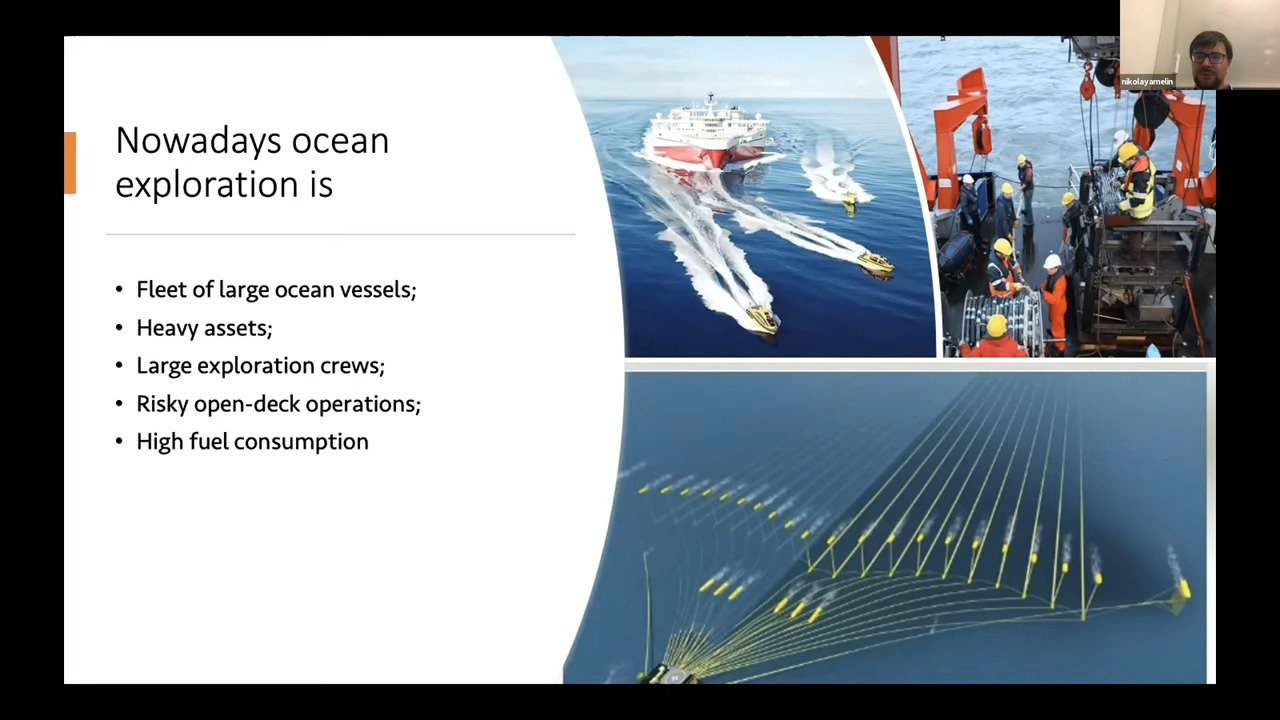 nikolayamelin
Nowadays ocean
exploration is
• Fleet of large ocean vessels;
• Heavy assets;
• Large exploration crews;
• Risky open-deck operations;
• High fuel consumption